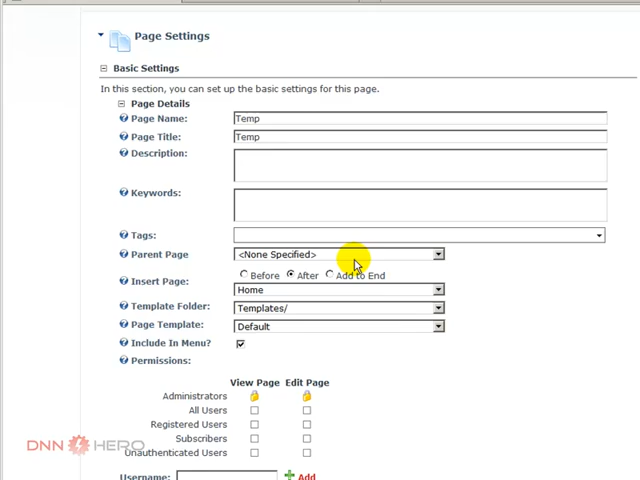 Page Settings
Basic Settings
In this section, you can set up the basic settings for this page.
Page Details
Page Name: Temp
Page Title: Temp
Description:
Keywords:
Tags:
Parent Page <None Specified>
Before After Add to End
Insert Page: Home
Template Folder: Templates/
Page Template: Default
Include In Menu?
Permissions:
View Page Edit Page
Administrators
All Users
Registered Users
Subscribers
Unauthenticated Users
DNN HERO
Username: Add